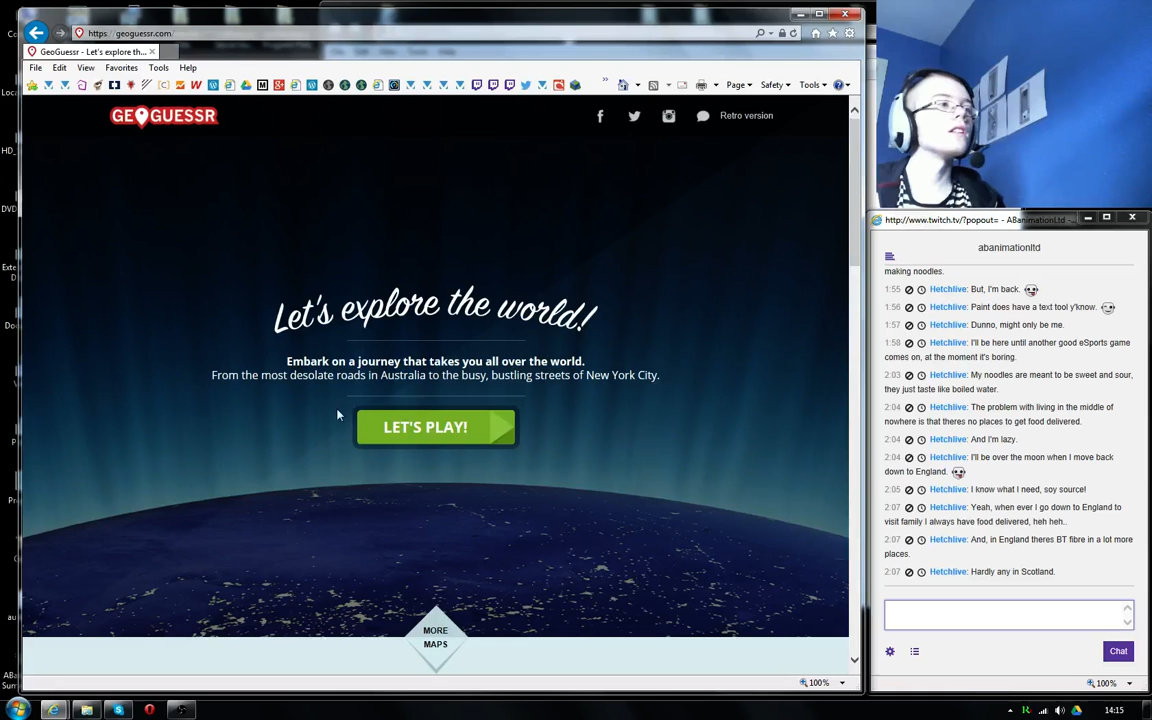 https://geoguessr.com/
GeoGuessr - Let's explore th...
File Edit View Favorites Tools Help
Page Safety Tools
GEOGUESSR
Retro version
Let's explore the world!
Embark on a journey that takes you all over the world.
From the most desolate roads in Australia to the busy, bustling streets of New York City.
LET'S PLAY!
MORE
MAPS
100%
http://www.twitch.tv/?popout= - ABanimationLtd -...
abanimationltd
making noodles.
1:55 Hetchlive: But, I'm back.
1:56 Hetchlive: Paint does have a text tool y'know.
1:57 Hetchlive: Dunno, might only be me.
1:58 Hetchlive: I'll be here until another good eSports game
comes on, at the moment it's boring.
2:03 Hetchlive: My noodles are meant to be sweet and sour,
they just taste like boiled water.
2:04 Hetchlive: The problem with living in the middle of
nowhere is that theres no places to get food delivered.
2:04 Hetchlive: And I'm lazy.
2:04 Hetchlive: I'll be over the moon when I move back
down to England.
2:05 Hetchlive: I know what I need, soy source!
2:07 Hetchlive: Yeah, when ever I go down to England to
visit family I always have food delivered, heh heh..
2:07 Hetchlive: And, in England theres BT fibre in a lot more
places.
2:07 Hetchlive: Hardly any in Scotland.
Chat
100%
14:15